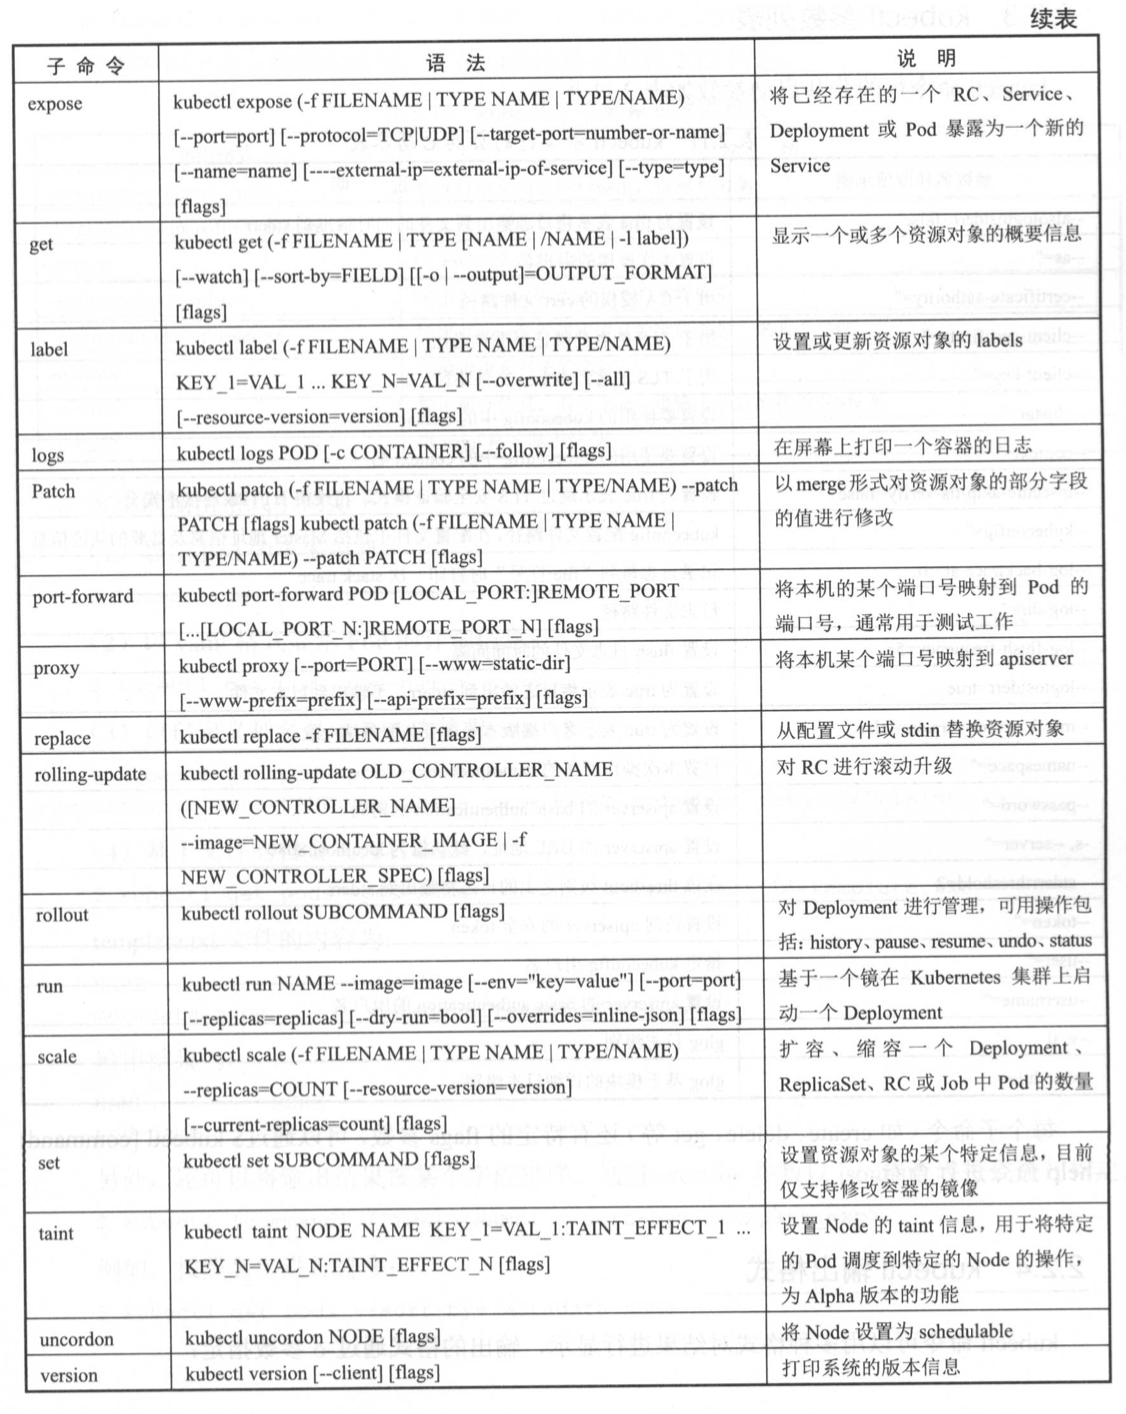 续表
子 命 令 语 法 说 明
expose kubectl expose (-f FILENAME | TYPE NAME | TYPE/NAME) 将已经存在的一个 RC、Service、
[--port=port] [--protocol=TCP|UDP] [--target-port=number-or-name] Deployment 或 Pod 暴露为一个新的
[--name=name] [----external-ip=external-ip-of-service] [--type=type] Service
[flags]
get kubectl get (-f FILENAME | TYPE [NAME | /NAME | -l label]) 显示一个或多个资源对象的概要信息
[--watch] [--sort-by=FIELD] [[-o | --output]=OUTPUT_FORMAT]
[flags]
label kubectl label (-f FILENAME | TYPE NAME | TYPE/NAME) 设置或更新资源对象的 labels
KEY_1=VAL_1 ... KEY_N=VAL_N [--overwrite] [--all]
[--resource-version=version] [flags]
logs kubectl logs POD [-c CONTAINER] [--follow] [flags] 在屏幕上打印一个容器的日志
Patch kubectl patch (-f FILENAME | TYPE NAME | TYPE/NAME) --patch 以 merge 形式对资源对象的部分字段
PATCH [flags] kubectl patch (-f FILENAME | TYPE NAME | 的值进行修改
TYPE/NAME) --patch PATCH [flags]
port-forward kubectl port-forward POD [LOCAL_PORT:]REMOTE_PORT 将本机的某个端口号映射到 Pod 的
[...[LOCAL_PORT_N:]REMOTE_PORT_N] [flags] 端口号，通常用于测试工作
proxy kubectl proxy [--port=PORT] [--www=static-dir] 将本机某个端口号映射到 apiserver
[--www-prefix=prefix] [--api-prefix=prefix] [flags]
replace kubectl replace -f FILENAME [flags] 从配置文件或 stdin 替换资源对象
rolling-update kubectl rolling-update OLD_CONTROLLER_NAME 对 RC 进行滚动升级
([NEW_CONTROLLER_NAME]
--image=NEW_CONTAINER_IMAGE | -f
NEW_CONTROLLER_SPEC) [flags]
rollout kubectl rollout SUBCOMMAND [flags] 对 Deployment 进行管理，可用操作包
括: history、pause、resume、undo、status
run kubectl run NAME --image=image [--env="key=value"] [--port=port] 基于一个镜在 Kubernetes 集群上启
[--replicas=replicas] [--dry-run=bool] [--overrides=inline-json] [flags] 动一个 Deployment
scale kubectl scale (-f FILENAME | TYPE NAME | TYPE/NAME) 扩容、缩容一个 Deployment、
--replicas=COUNT [--resource-version=version] ReplicaSet、RC 或 Job 中 Pod 的数量
[--current-replicas=count] [flags]
set kubectl set SUBCOMMAND [flags] 设置资源对象的某个特定信息，目前
仅支持修改容器的镜像
taint kubectl taint NODE NAME KEY_1=VAL_1:TAINT_EFFECT_1 ... 设置 Node 的 taint 信息，用于将特定
KEY_N=VAL_N:TAINT_EFFECT_N [flags] 的 Pod 调度到特定的 Node 的操作，
为 Alpha 版本的功能
uncordon kubectl uncordon NODE [flags] 将 Node 设置为 schedulable
version kubectl version [--client] [flags] 打印系统的版本信息